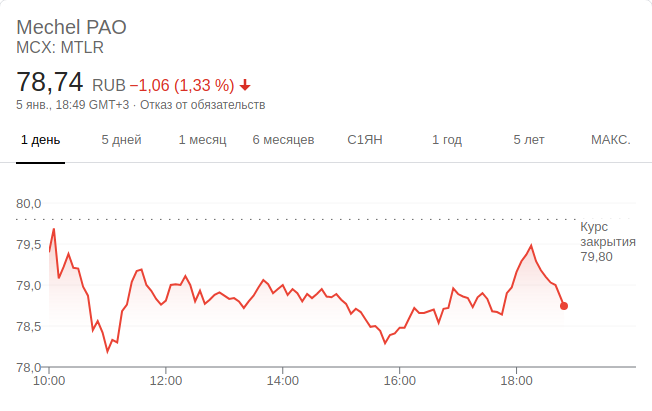 Mechel PAO
MCX: MTLR
78,74 RUB −1,06 (1,33 %)
5 янв., 18:49 GMT+3 · Отказ от обязательств
1 день 5 дней 1 месяц 6 месяцев С1ЯН 1 год 5 лет МАКС.
80,0
Курс
закрытия
79,80
79,5
79,0
78,5
78,0
10:00 12:00 14:00 16:00 18:00